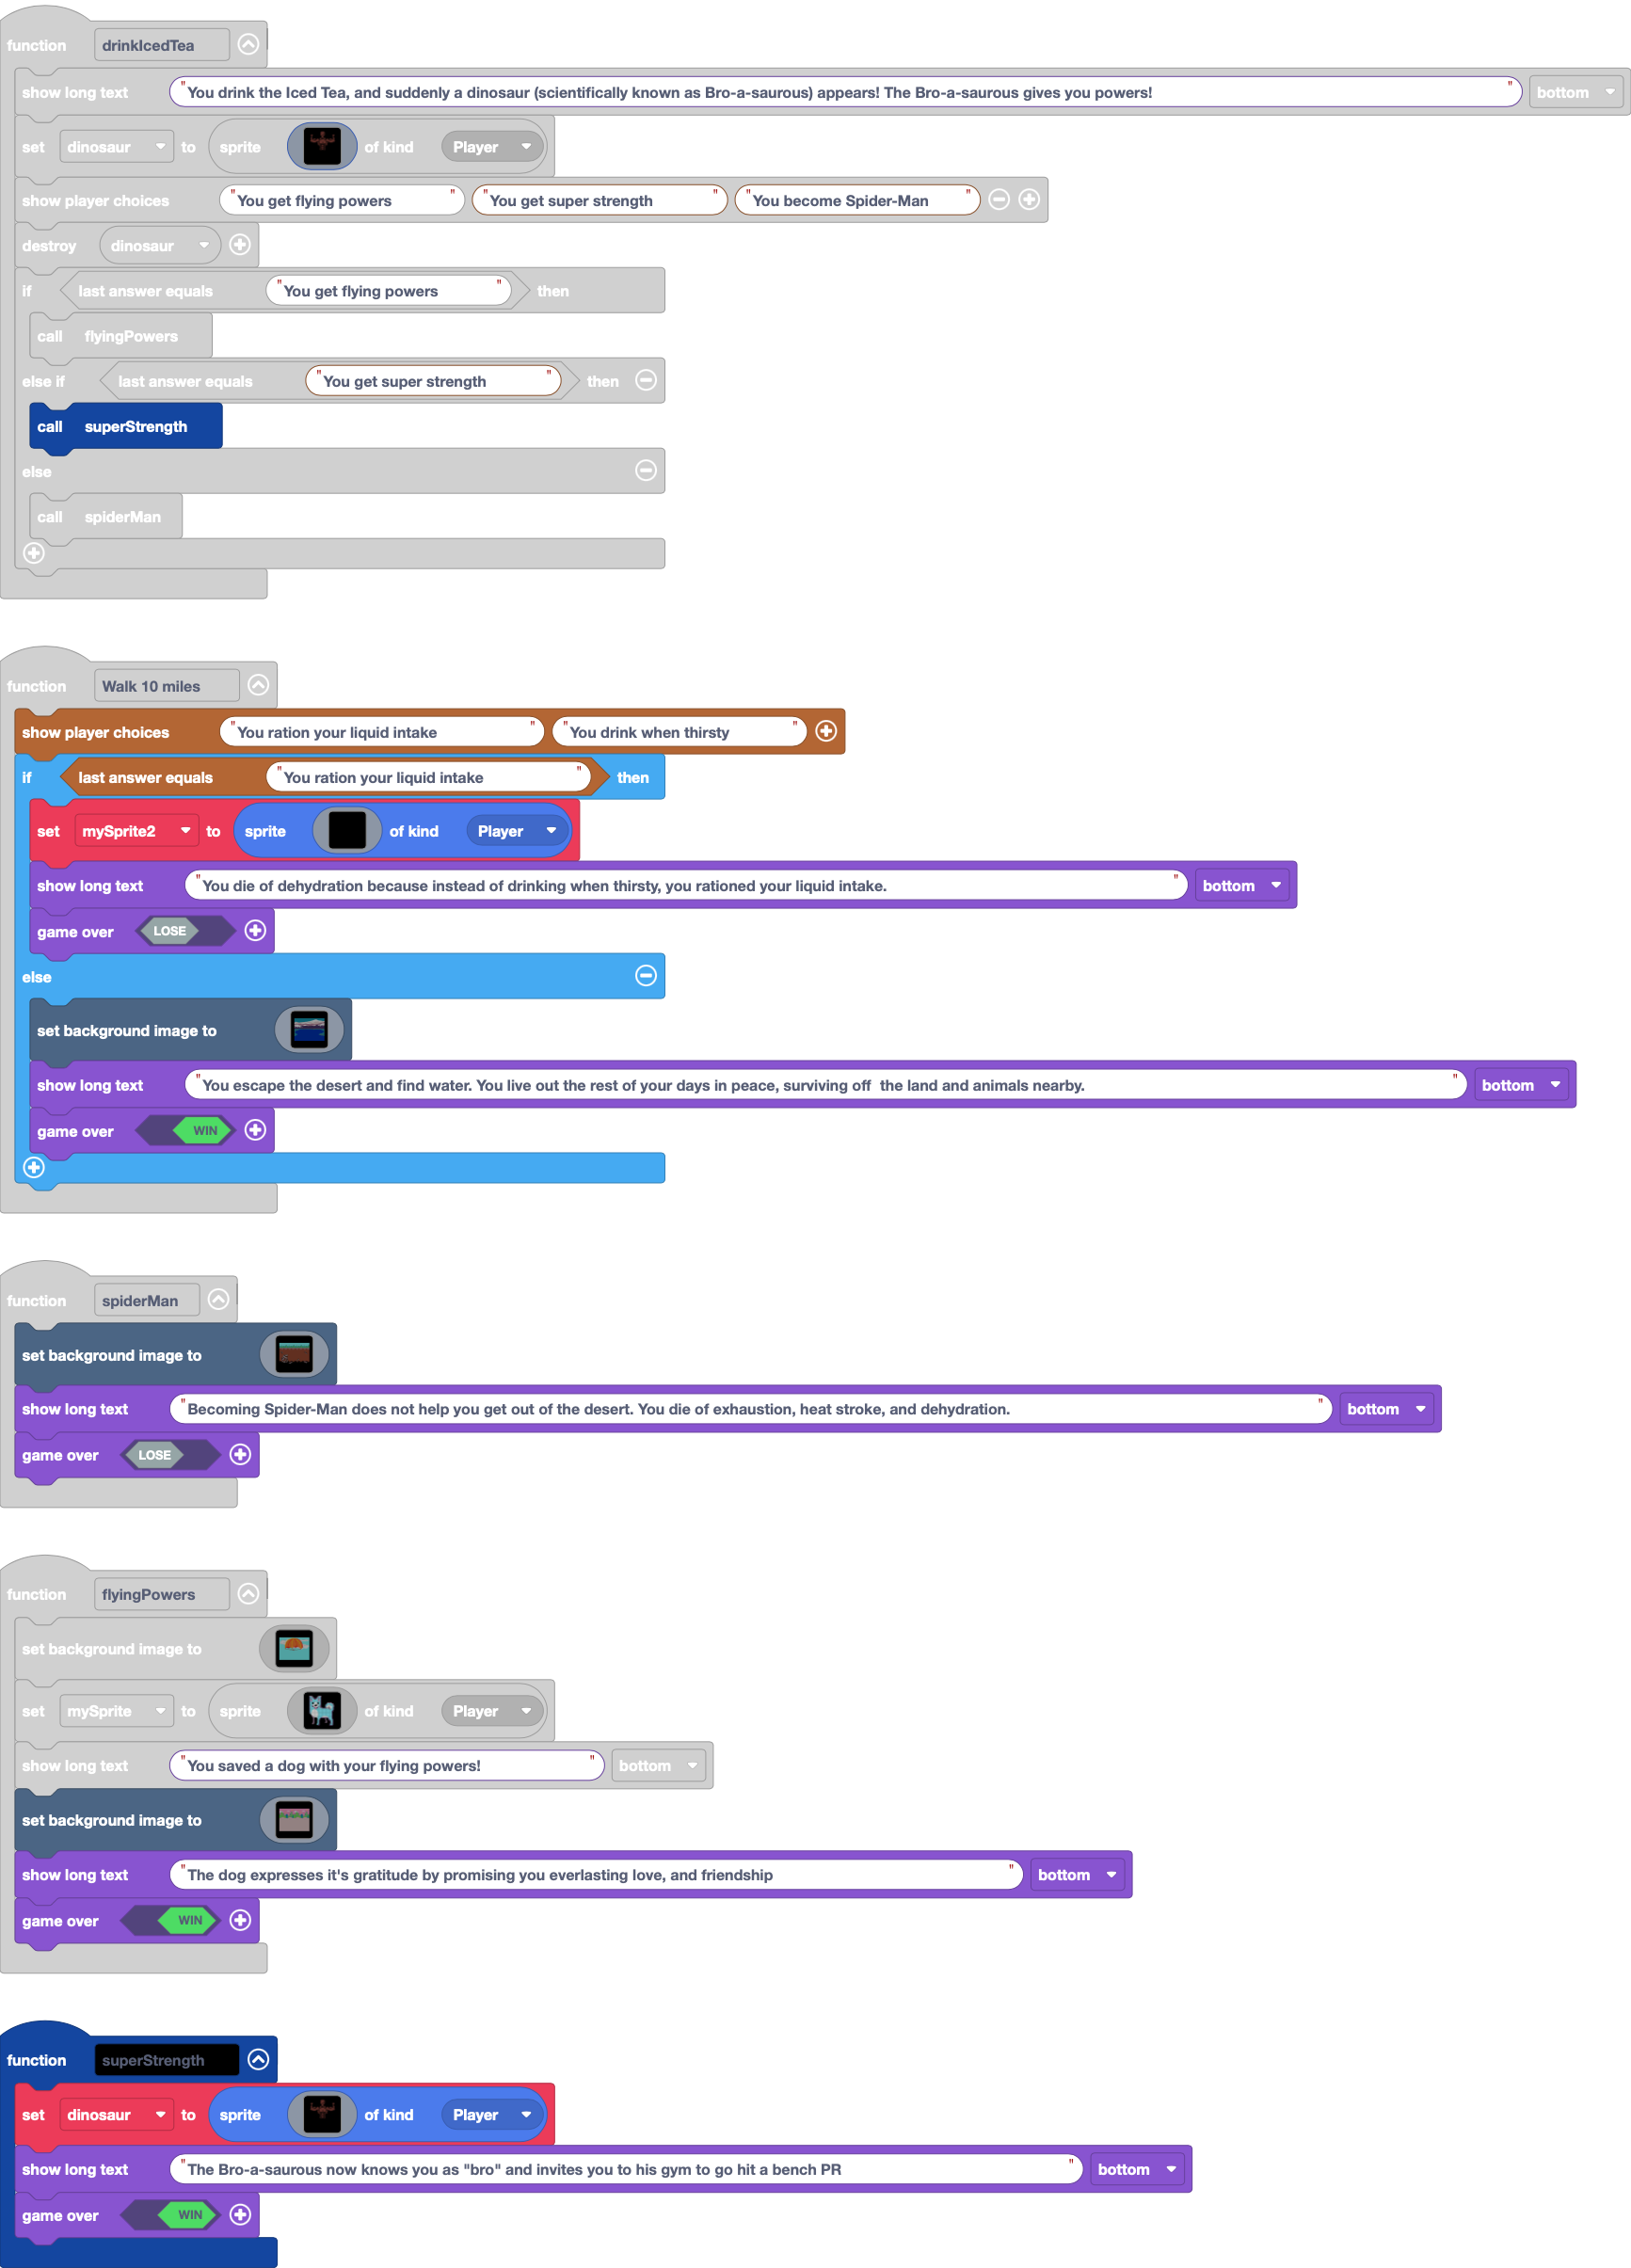 function drinkIcedTea
show long text "You drink the Iced Tea, and suddenly a dinosaur (scientifically known as Bro-a-saurous) appears! The Bro-a-saurous gives you powers!" bottom
set dinosaur to sprite of kind Player
show player choices "You get flying powers" "You get super strength" "You become Spider-Man"
destroy dinosaur
if last answer equals "You get flying powers" then
call flyingPowers
else if last answer equals "You get super strength" then
call superStrength
else
call spiderMan
function Walk 10 miles
show player choices "You ration your liquid intake" "You drink when thirsty"
if last answer equals "You ration your liquid intake" then
set mySprite2 to sprite of kind Player
show long text "You die of dehydration because instead of drinking when thirsty, you rationed your liquid intake." bottom
game over LOSE
else
set background image to
show long text "You escape the desert and find water. You live out the rest of your days in peace, surviving off  the land and animals nearby." bottom
game over WIN
function spiderMan
set background image to
show long text "Becoming Spider-Man does not help you get out of the desert. You die of exhaustion, heat stroke, and dehydration." bottom
game over LOSE
function flyingPowers
set background image to
set mySprite to sprite of kind Player
show long text "You saved a dog with your flying powers!" bottom
set background image to
show long text "The dog expresses it's gratitude by promising you everlasting love, and friendship" bottom
game over WIN
function superStrength
set dinosaur to sprite of kind Player
show long text "The Bro-a-saurous now knows you as "bro" and invites you to his gym to go hit a bench PR" bottom
game over WIN